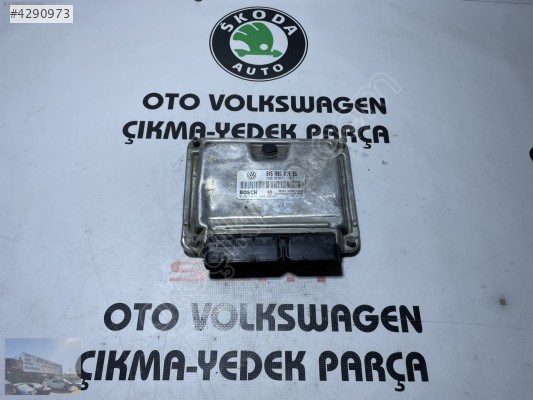 #4290973
ŠKODA
AUTO
OTO VOLKSWAGEN
ÇIKMA-YEDEK PARÇA
BOSCH
OTO VOLKSWAGEN
ÇIKMA-YEDEK PARÇA